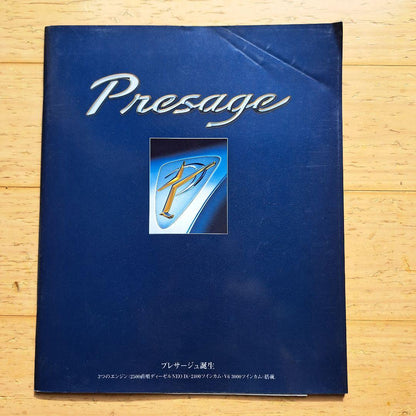 Presage
プレサージュ誕生
3つのエンジン〈2500直噴ディーゼルNEO Di・2400ツインカム・V6 3000ツインカム〉搭載。